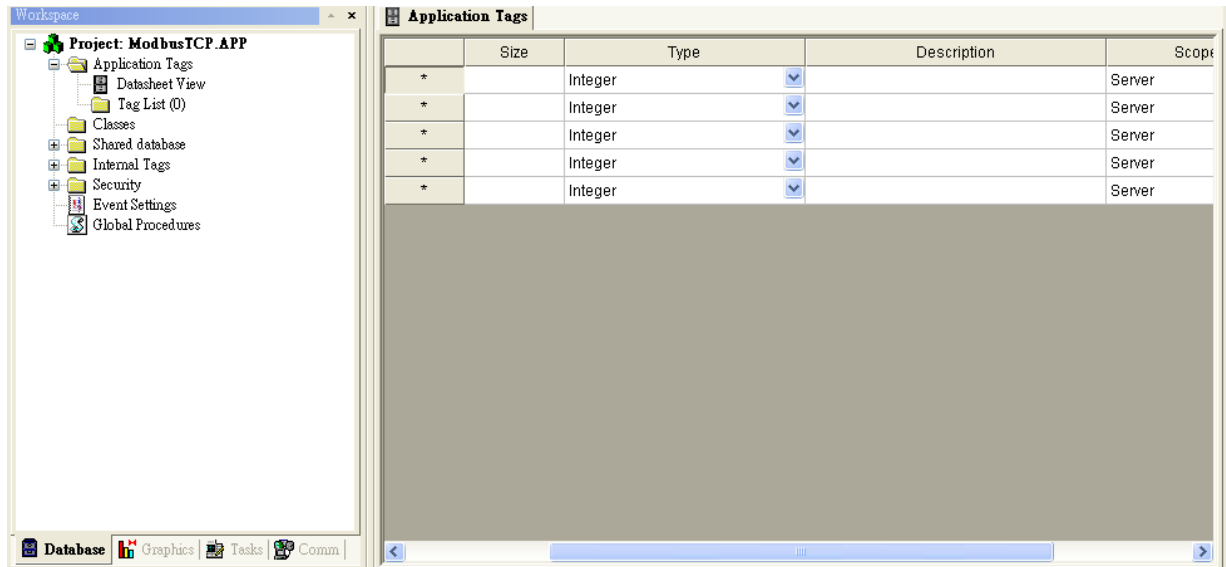 Workspace
Project: ModbusTCP.APP
Application Tags
Datasheet View
Tag List (0)
Classes
Shared database
Internal Tags
Security
Event Settings
Global Procedures
Database Graphics Tasks Comm
Application Tags
Size Type Description Scope
* Integer Server
* Integer Server
* Integer Server
* Integer Server
* Integer Server